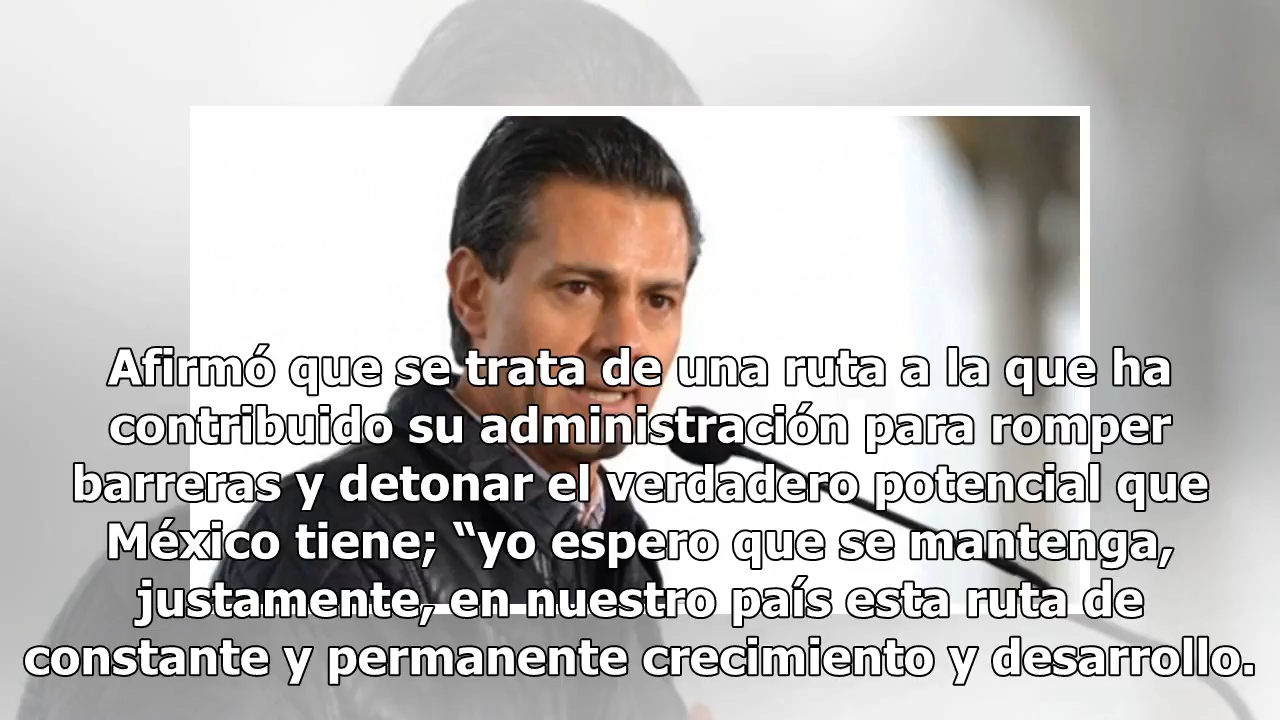 Afirmó que se trata de una ruta a la que ha
contribuido su administración para romper
barreras y detonar el verdadero potencial que
México tiene; “yo espero que se mantenga,
justamente, en nuestro país esta ruta de
constante y permanente crecimiento y desarrollo.